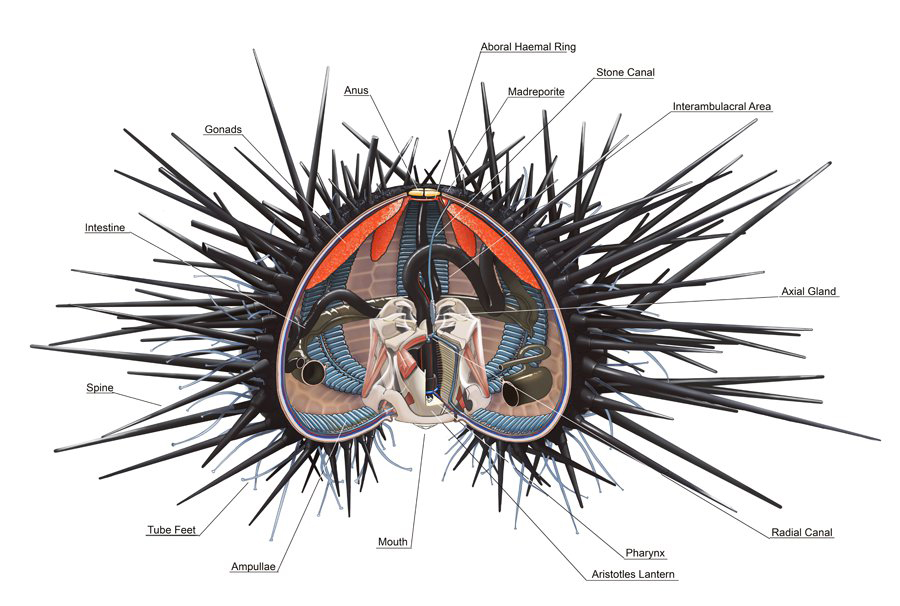 Aboral Haemal Ring
Stone Canal
Anus
Madreporite
Interambulacral Area
Gonads
Intestine
Axial Gland
Spine
Tube Feet
Radial Canal
Mouth
Pharynx
Ampullae
Aristotles Lantern